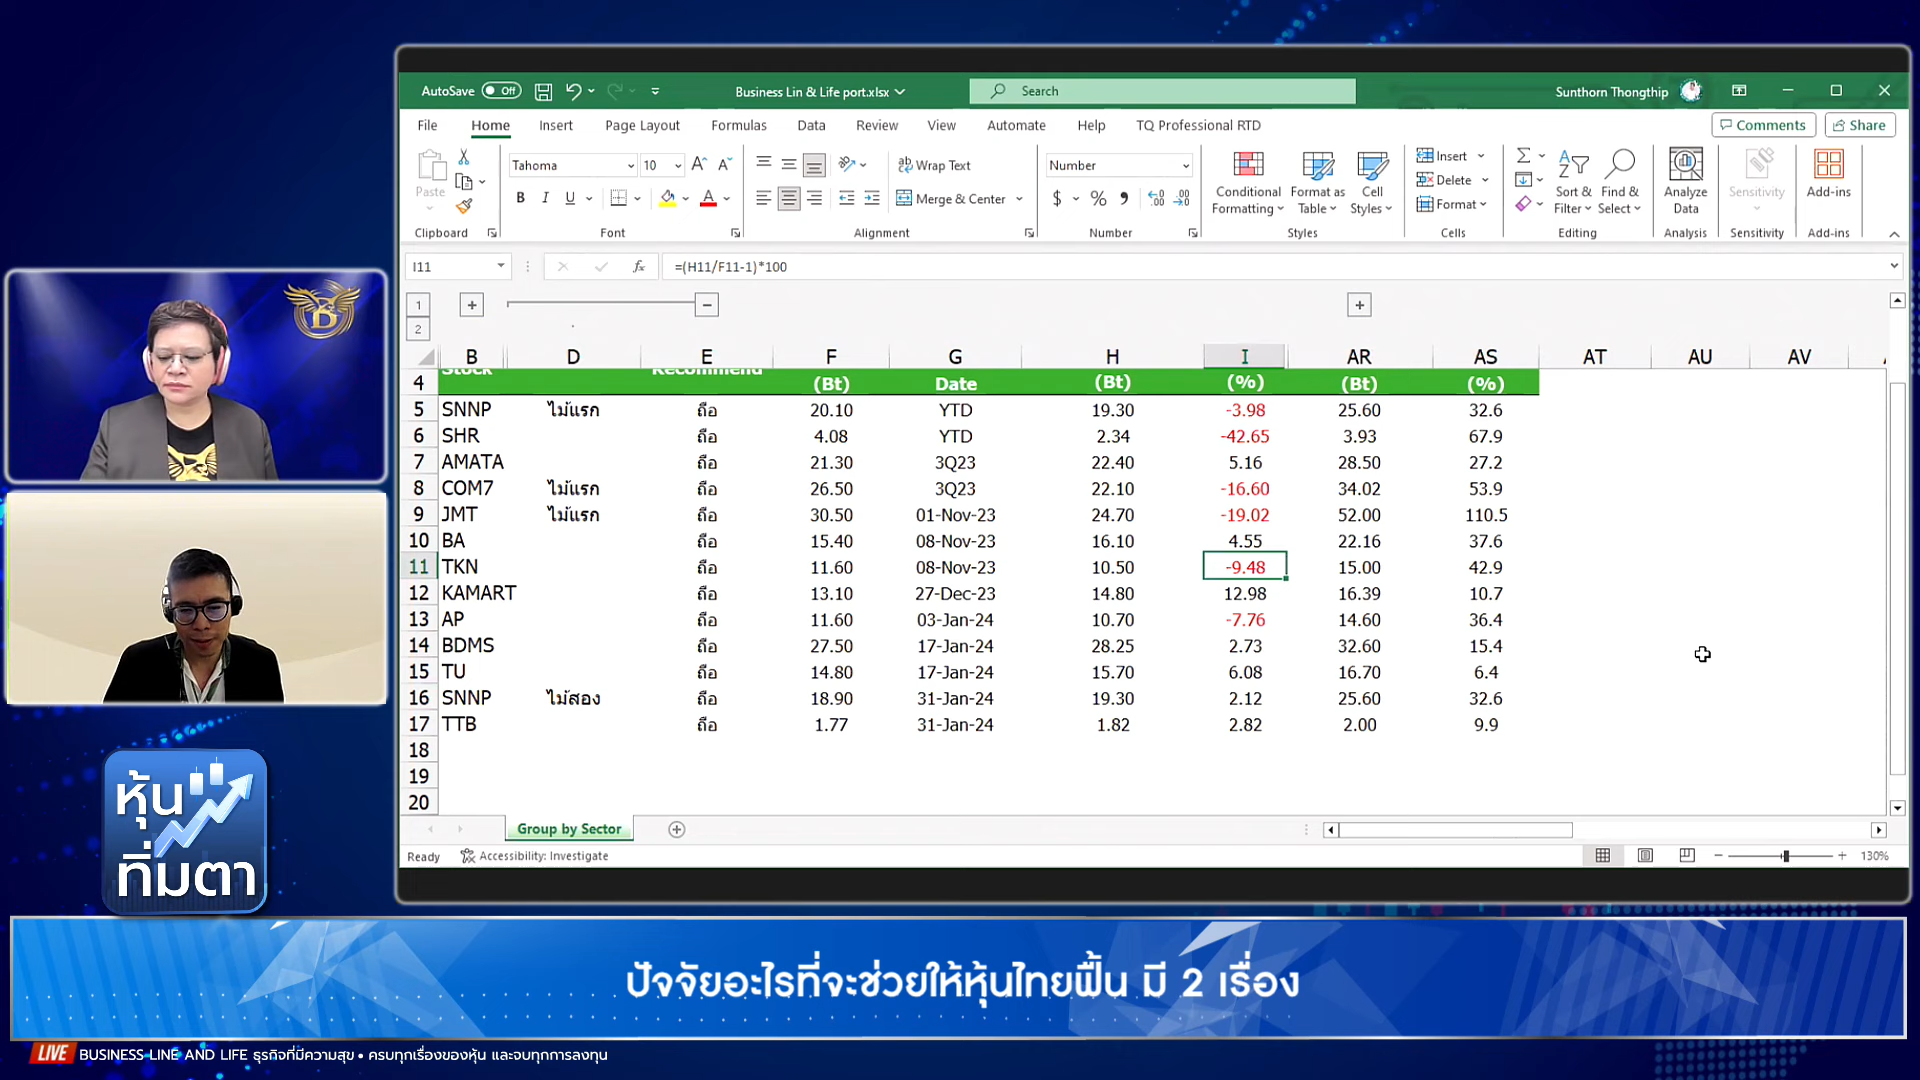 AutoSave Off Business Lin & Life port.xlsx Search Sunthorn Thongthip
File Home Insert Page Layout Formulas Data Review View Automate Help TQ Professional RTD Comments Share
Paste Tahoma 10 Wrap Text Number Conditional Formatting Format as Table Cell Styles Insert Delete Format Sort & Filter Find & Select Analyze Data Sensitivity Add-ins
B I U Merge & Center $ %
Clipboard Font Alignment Number Styles Cells Editing Analysis Sensitivity Add-ins
I11 fx =(H11/F11-1)*100
1
2
B D E F G H I AR AS AT AU AV
4 Stock Recommend (Bt) Date (Bt) (%) (Bt) (%)
5 SNNP ไม้แรก ถือ 20.10 YTD 19.30 -3.98 25.60 32.6
6 SHR ถือ 4.08 YTD 2.34 -42.65 3.93 67.9
7 AMATA ถือ 21.30 3Q23 22.40 5.16 28.50 27.2
8 COM7 ไม้แรก ถือ 26.50 3Q23 22.10 -16.60 34.02 53.9
9 JMT ไม้แรก ถือ 30.50 01-Nov-23 24.70 -19.02 52.00 110.5
10 BA ถือ 15.40 08-Nov-23 16.10 4.55 22.16 37.6
11 TKN ถือ 11.60 08-Nov-23 10.50 -9.48 15.00 42.9
12 KAMART ถือ 13.10 27-Dec-23 14.80 12.98 16.39 10.7
13 AP ถือ 11.60 03-Jan-24 10.70 -7.76 14.60 36.4
14 BDMS ถือ 27.50 17-Jan-24 28.25 2.73 32.60 15.4
15 TU ถือ 14.80 17-Jan-24 15.70 6.08 16.70 6.4
16 SNNP ไม้สอง ถือ 18.90 31-Jan-24 19.30 2.12 25.60 32.6
17 TTB ถือ 1.77 31-Jan-24 1.82 2.82 2.00 9.9
18
19
20
Group by Sector
Ready Accessibility: Investigate 130%
หุ้น
ทิ่มตา
ปัจจัยอะไรที่จะช่วยให้หุ้นไทยฟื้น มี 2 เรื่อง
LIVE BUSINESS LINE AND LIFE ธุรกิจที่มีความสุข • ครบทุกเรื่องของหุ้น และจบทุกการลงทุน